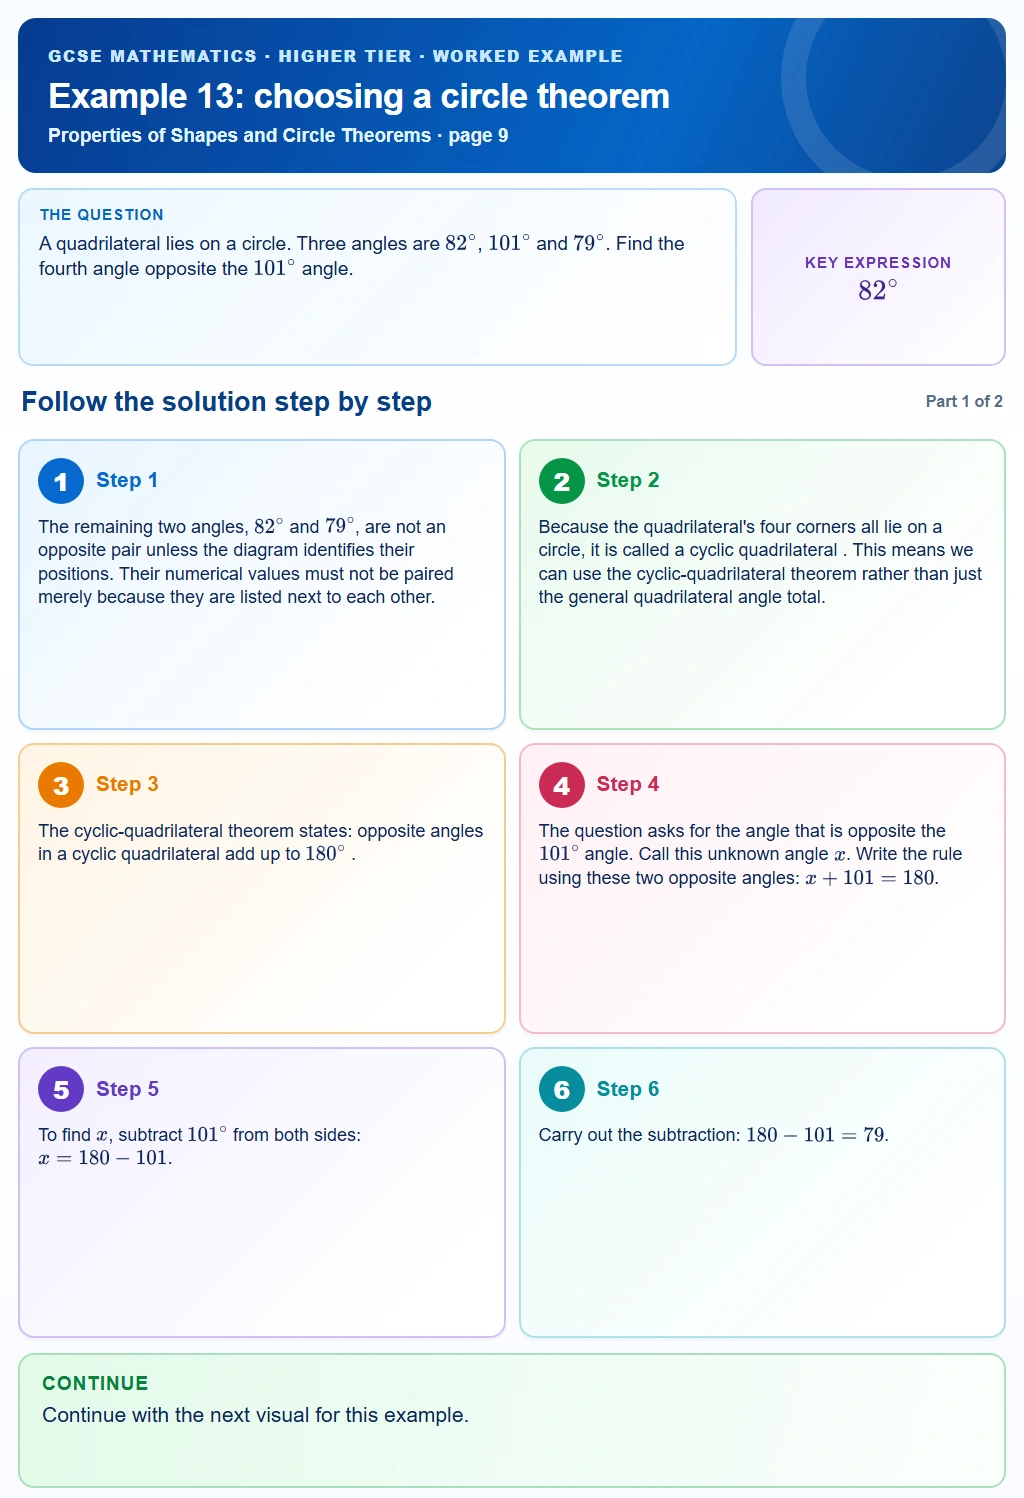 GCSE MATHEMATICS · HIGHER TIER · WORKED EXAMPLE
Example 13: choosing a circle theorem
Properties of Shapes and Circle Theorems · page 9
THE QUESTION
A quadrilateral lies on a circle. Three angles are 82°, 101° and 79°. Find the
fourth angle opposite the 101° angle.
KEY EXPRESSION
82°
Follow the solution step by step
Part 1 of 2
1 Step 1
The remaining two angles, 82° and 79°, are not an
opposite pair unless the diagram identifies their
positions. Their numerical values must not be paired
merely because they are listed next to each other.
2 Step 2
Because the quadrilateral's four corners all lie on a
circle, it is called a cyclic quadrilateral . This means we
can use the cyclic-quadrilateral theorem rather than just
the general quadrilateral angle total.
3 Step 3
The cyclic-quadrilateral theorem states: opposite angles
in a cyclic quadrilateral add up to 180° .
4 Step 4
The question asks for the angle that is opposite the
101° angle. Call this unknown angle x. Write the rule
using these two opposite angles: x + 101 = 180.
5 Step 5
To find x, subtract 101° from both sides:
x = 180 − 101.
6 Step 6
Carry out the subtraction: 180 − 101 = 79.
CONTINUE
Continue with the next visual for this example.